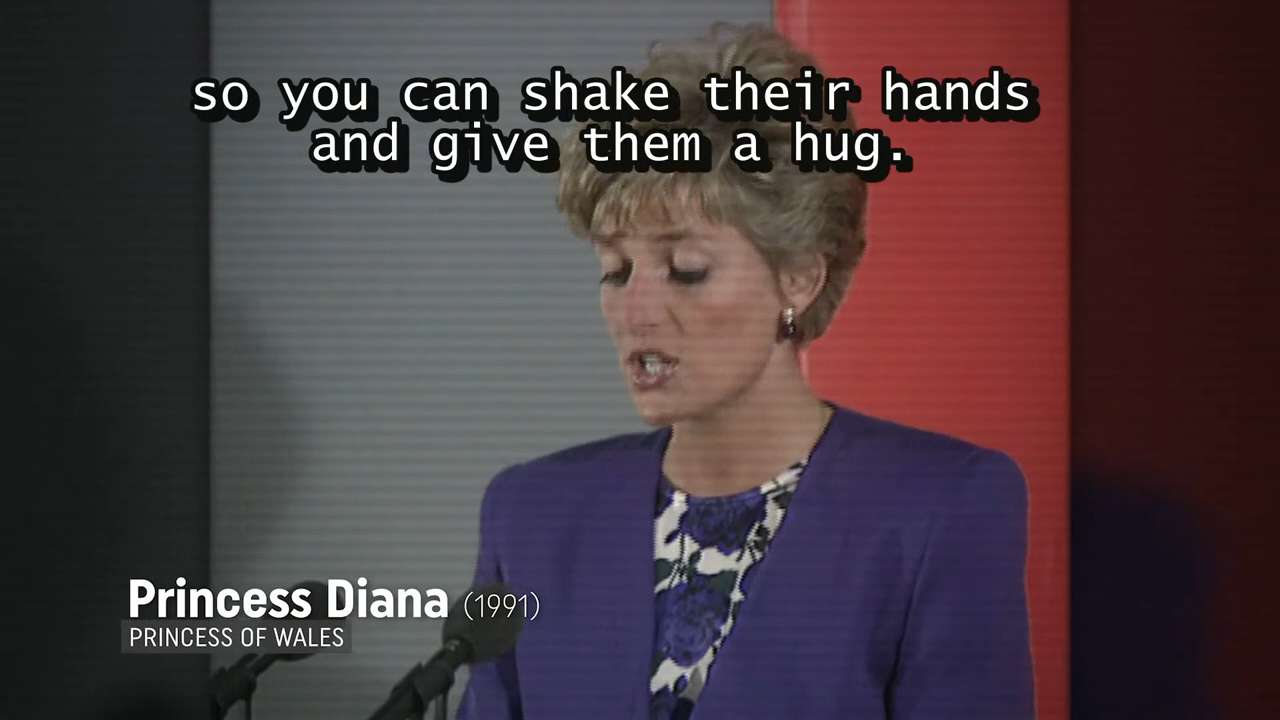 so you can shake their hands
and give them a hug.
Princess Diana (1991)
PRINCESS OF WALES